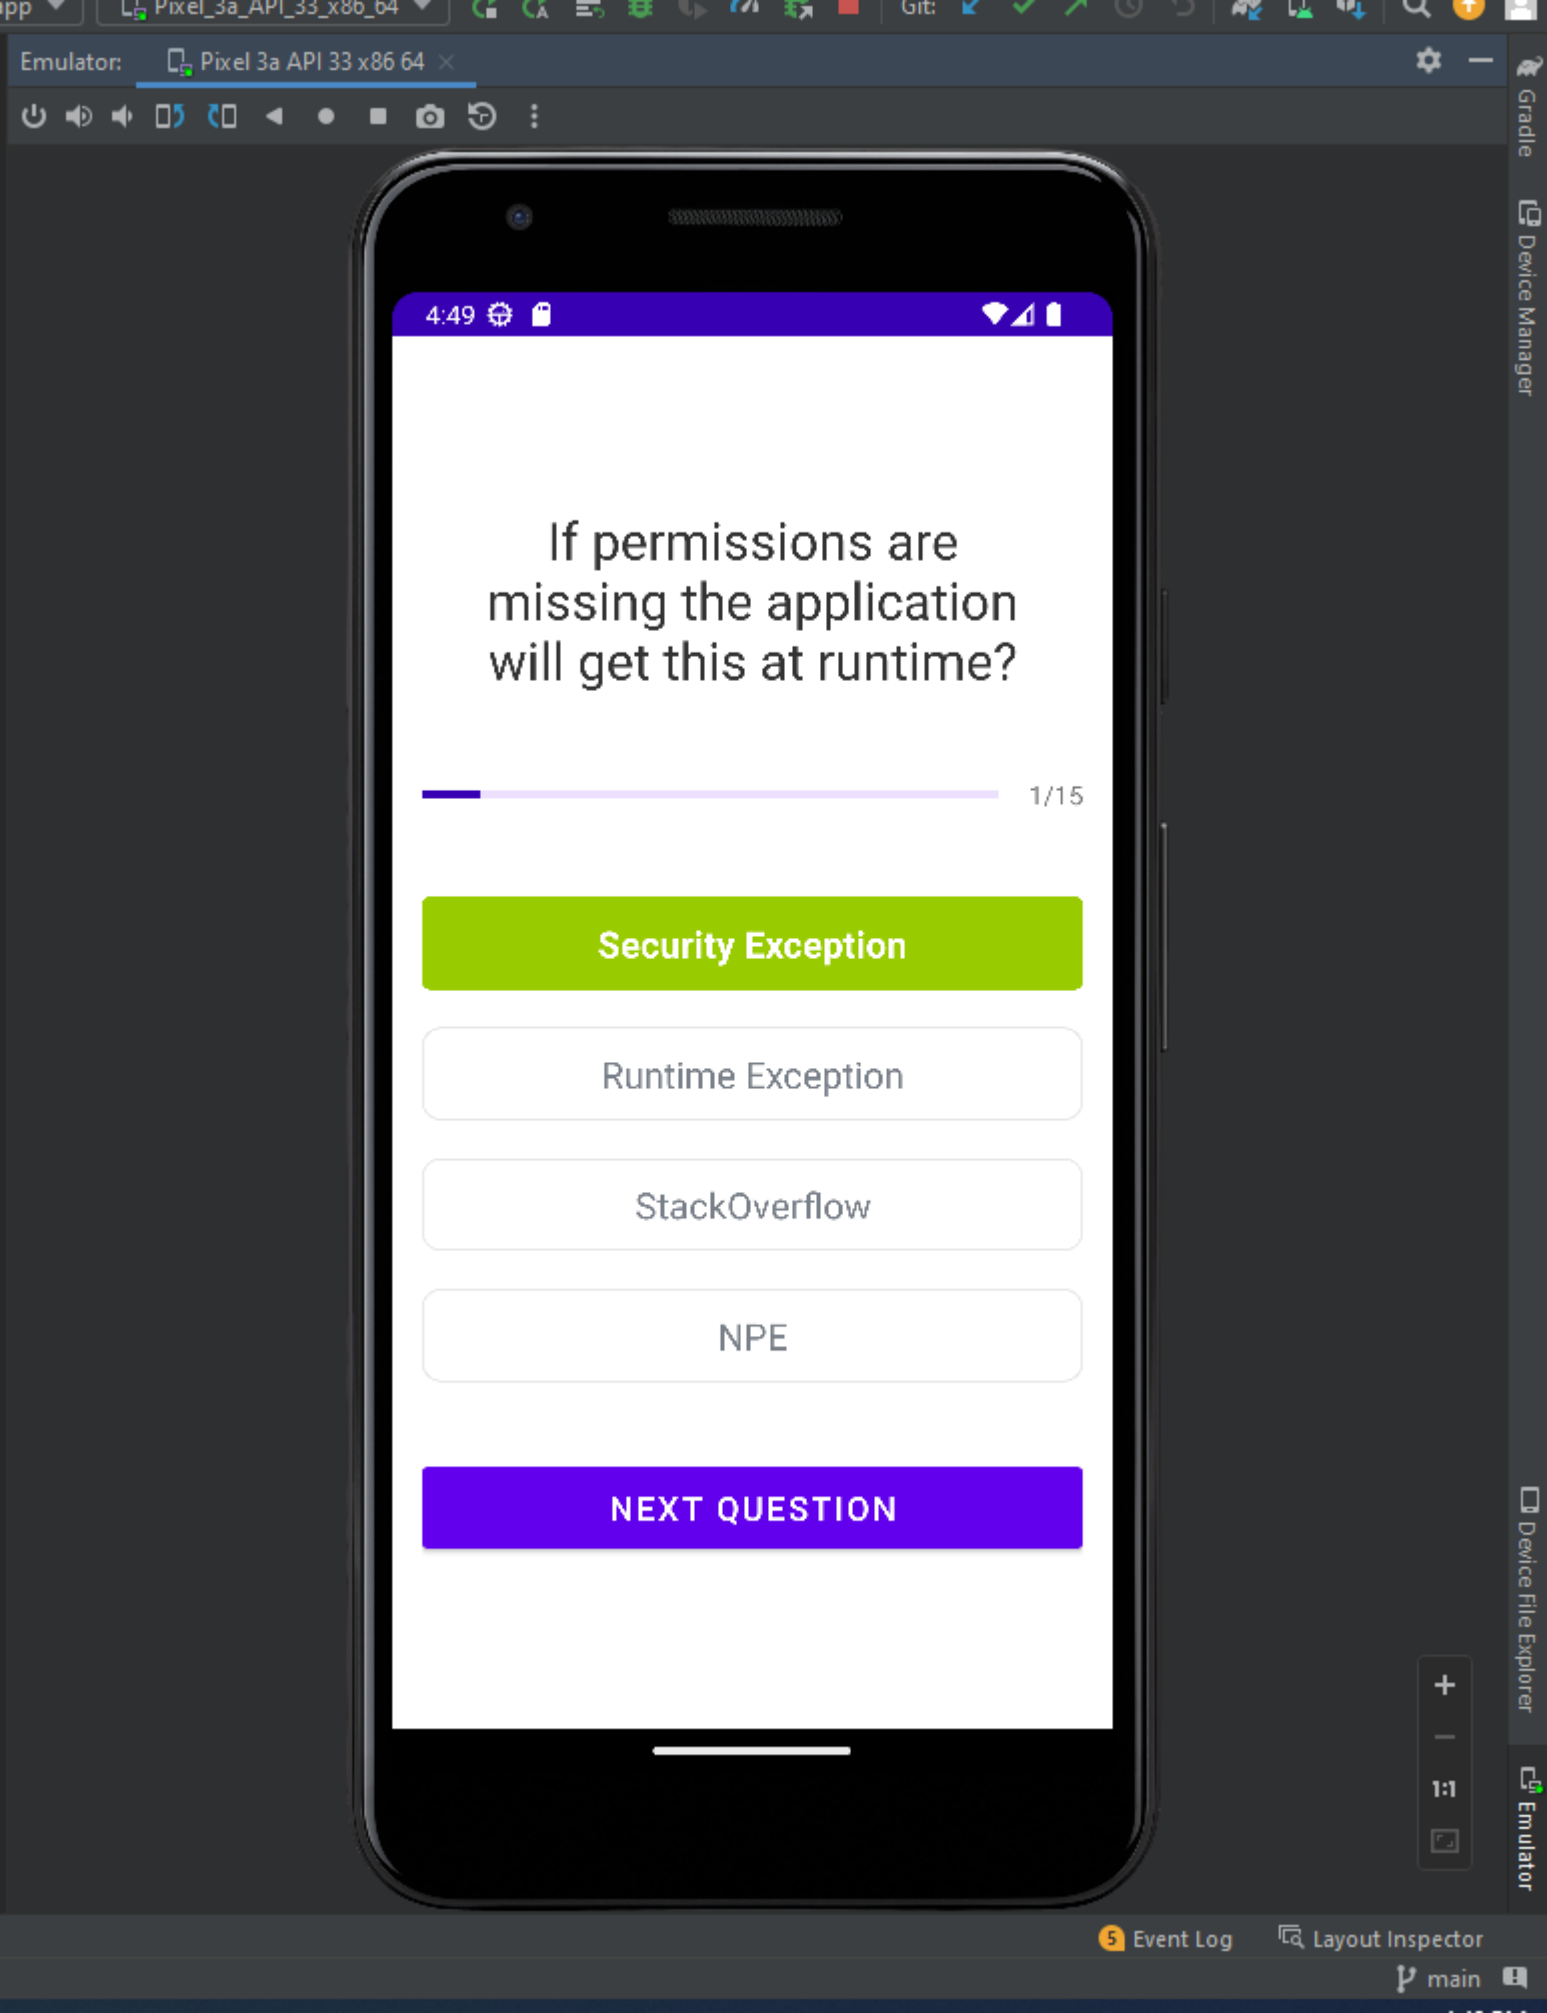 Pixel_3a_API_33_x86_64
Git:
Emulator:
Pixel 3a API 33 x86 64
Gradle
Device Manager
4:49
If permissions are
missing the application
will get this at runtime?
1/15
Security Exception
Runtime Exception
StackOverflow
NPE
NEXT QUESTION
Device File Explorer
1:1
Emulator
5 Event Log
Layout Inspector
main